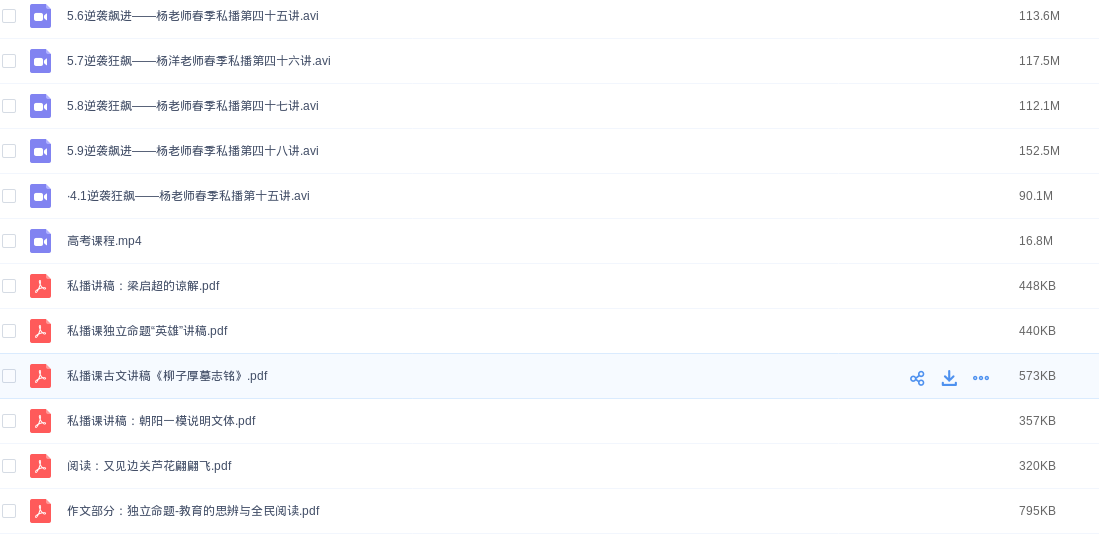 5.6逆袭飙进——杨老师春季私播第四十五讲.avi 113.6M
5.7逆袭狂飙——杨洋老师春季私播第四十六讲.avi 117.5M
5.8逆袭狂飙——杨老师春季私播第四十七讲.avi 112.1M
5.9逆袭飙进——杨老师春季私播第四十八讲.avi 152.5M
·4.1逆袭狂飙——杨老师春季私播第十五讲.avi 90.1M
高考课程.mp4 16.8M
私播讲稿：梁启超的谅解.pdf 448KB
私播课独立命题“英雄”讲稿.pdf 440KB
私播课古文讲稿《柳子厚墓志铭》.pdf 573KB
私播课讲稿：朝阳一模说明文体.pdf 357KB
阅读：又见边关芦花翩翩飞.pdf 320KB
作文部分：独立命题-教育的思辨与全民阅读.pdf 795KB